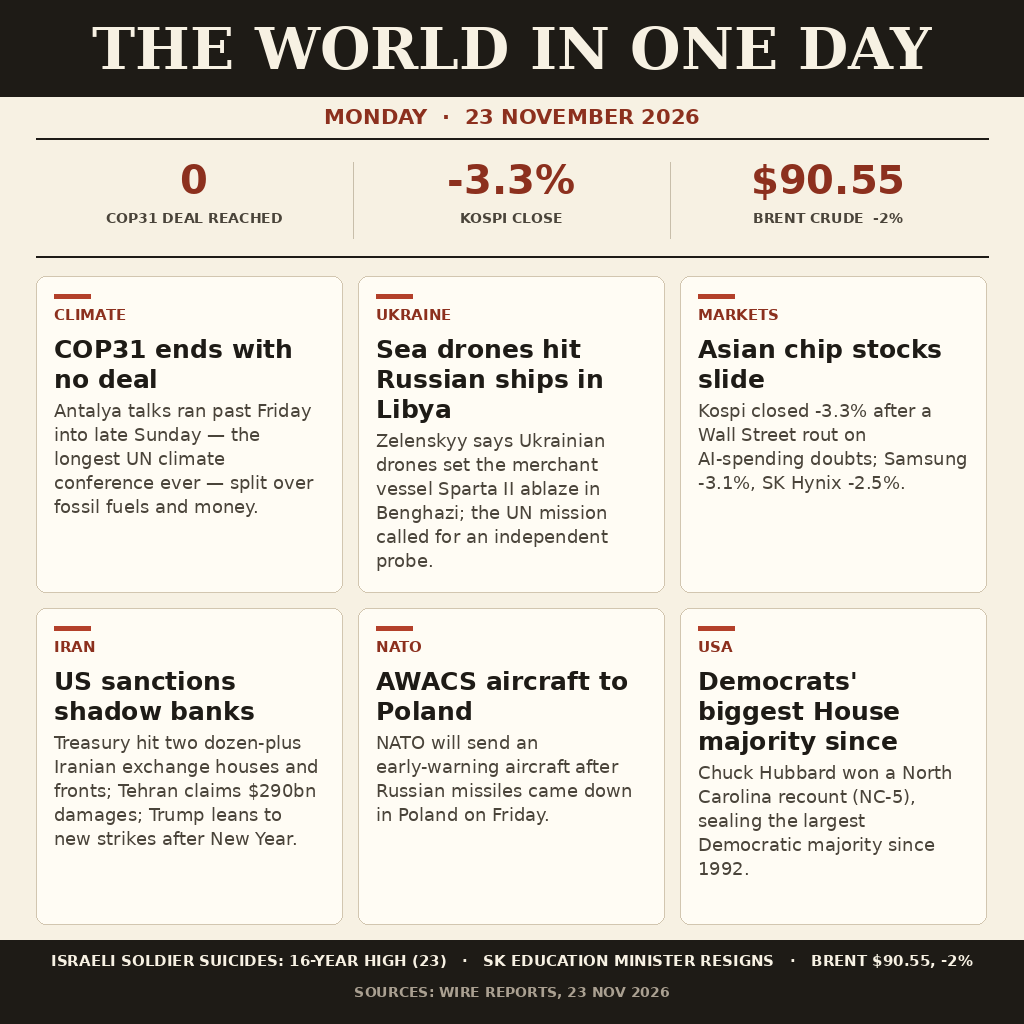 THE WORLD IN ONE DAY
MONDAY · 23 NOVEMBER 2026
0
COP31 DEAL REACHED
-3.3%
KOSPI CLOSE
$90.55
BRENT CRUDE -2%
CLIMATE
COP31 ends with
no deal
Antalya talks ran past Friday
into late Sunday — the
longest UN climate
conference ever — split over
fossil fuels and money.
UKRAINE
Sea drones hit
Russian ships in
Libya
Zelenskyy says Ukrainian
drones set the merchant
vessel Sparta II ablaze in
Benghazi; the UN mission
called for an independent
probe.
MARKETS
Asian chip stocks
slide
Kospi closed -3.3% after a
Wall Street rout on
AI-spending doubts; Samsung
-3.1%, SK Hynix -2.5%.
IRAN
US sanctions
shadow banks
Treasury hit two dozen-plus
Iranian exchange houses and
fronts; Tehran claims $290bn
damages; Trump leans to
new strikes after New Year.
NATO
AWACS aircraft to
Poland
NATO will send an
early-warning aircraft after
Russian missiles came down
in Poland on Friday.
USA
Democrats'
biggest House
majority since
Chuck Hubbard won a North
Carolina recount (NC-5),
sealing the largest
Democratic majority since
1992.
ISRAELI SOLDIER SUICIDES: 16-YEAR HIGH (23) · SK EDUCATION MINISTER RESIGNS · BRENT $90.55, -2%
SOURCES: WIRE REPORTS, 23 NOV 2026